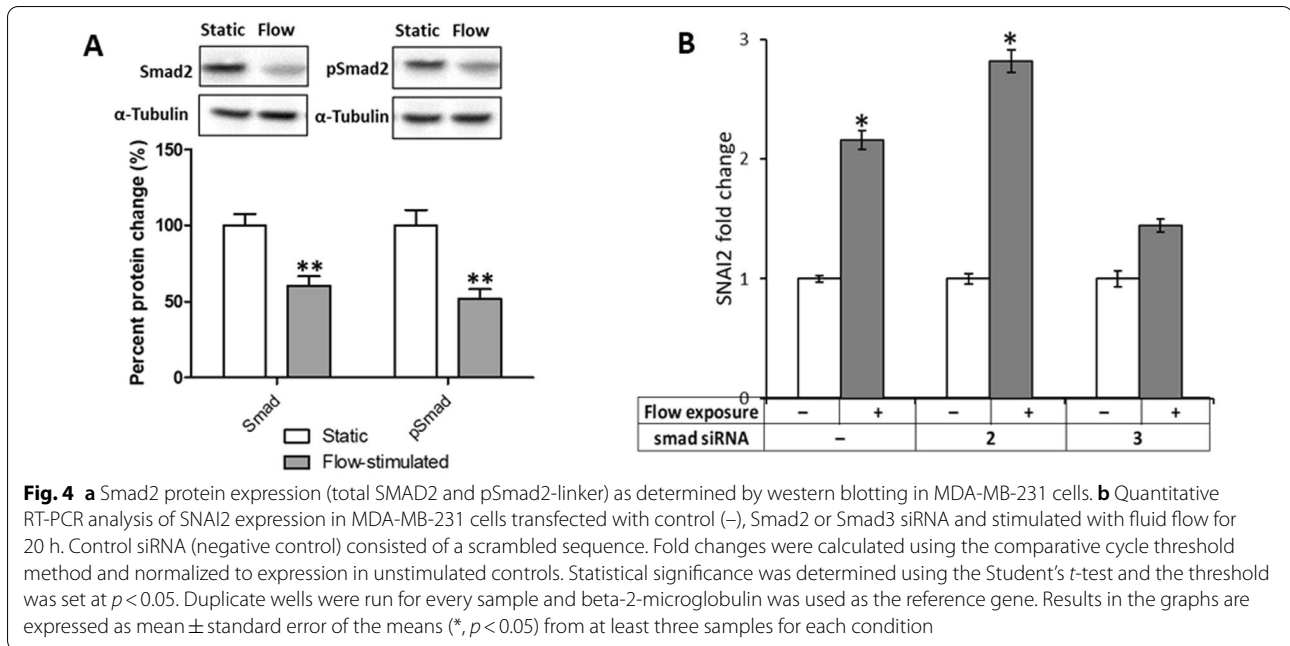 A
Static Flow
Static Flow
Smad2
pSmad2
α-Tubulin
α-Tubulin
Percent protein change (%)
150
100
50
0
**
**
Smad
pSmad
Static
Flow-stimulated
B
SNAI2 fold change
3
2
1
0
*
*
Flow exposure – + – + – +
smad siRNA – 2 3
Fig. 4 a Smad2 protein expression (total SMAD2 and pSmad2-linker) as determined by western blotting in MDA-MB-231 cells. b Quantitative
RT-PCR analysis of SNAI2 expression in MDA-MB-231 cells transfected with control (–), Smad2 or Smad3 siRNA and stimulated with fluid flow for
20 h. Control siRNA (negative control) consisted of a scrambled sequence. Fold changes were calculated using the comparative cycle threshold
method and normalized to expression in unstimulated controls. Statistical significance was determined using the Student's t-test and the threshold
was set at p < 0.05. Duplicate wells were run for every sample and beta-2-microglobulin was used as the reference gene. Results in the graphs are
expressed as mean ± standard error of the means (*, p < 0.05) from at least three samples for each condition